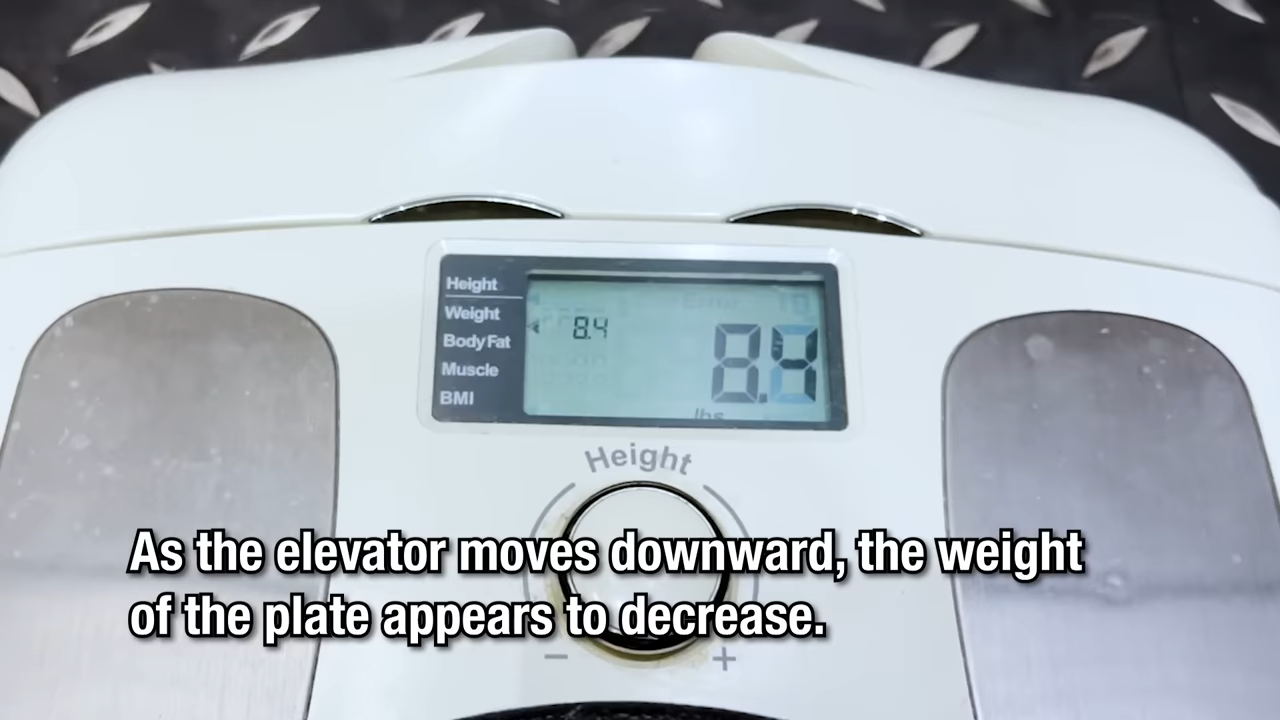 Height
Weight
Body Fat
Muscle
BMI
8.4
8.4
lbs
Height
− +
As the elevator moves downward, the weight
of the plate appears to decrease.